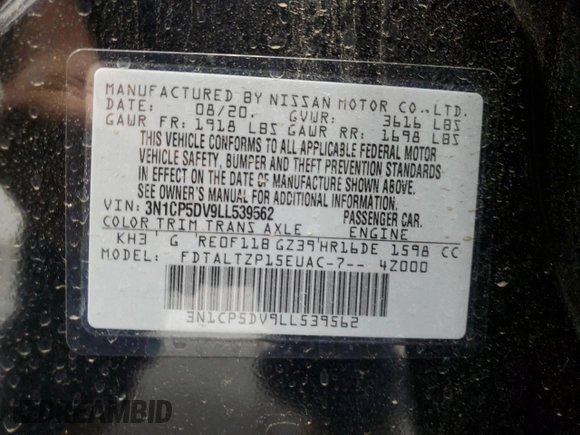 MANUFACTURED BY NISSAN MOTOR CO.,LTD.
DATE: 08/20. GVWR: 3616 LBS
GAWR FR: 1918 LBS GAWR RR: 1698 LBS
THIS VEHICLE CONFORMS TO ALL APPLICABLE FEDERAL MOTOR
VEHICLE SAFETY, BUMPER AND THEFT PREVENTION STANDARDS
IN EFFECT ON THE DATE OF MANUFACTURE SHOWN ABOVE.
SEE OWNER'S MANUAL FOR ADDITIONAL INFORMATION.
VIN: 3N1CP5DV9LL539562 PASSENGER CAR.
COLOR TRIM TRANS AXLE ENGINE
KH3 G RE0F11B GZ39 HR16DE 1598 CC
FDTALTZP15EUAC-7-- 4Z000
3N1CP5DV9LL539562
REDREAMBID